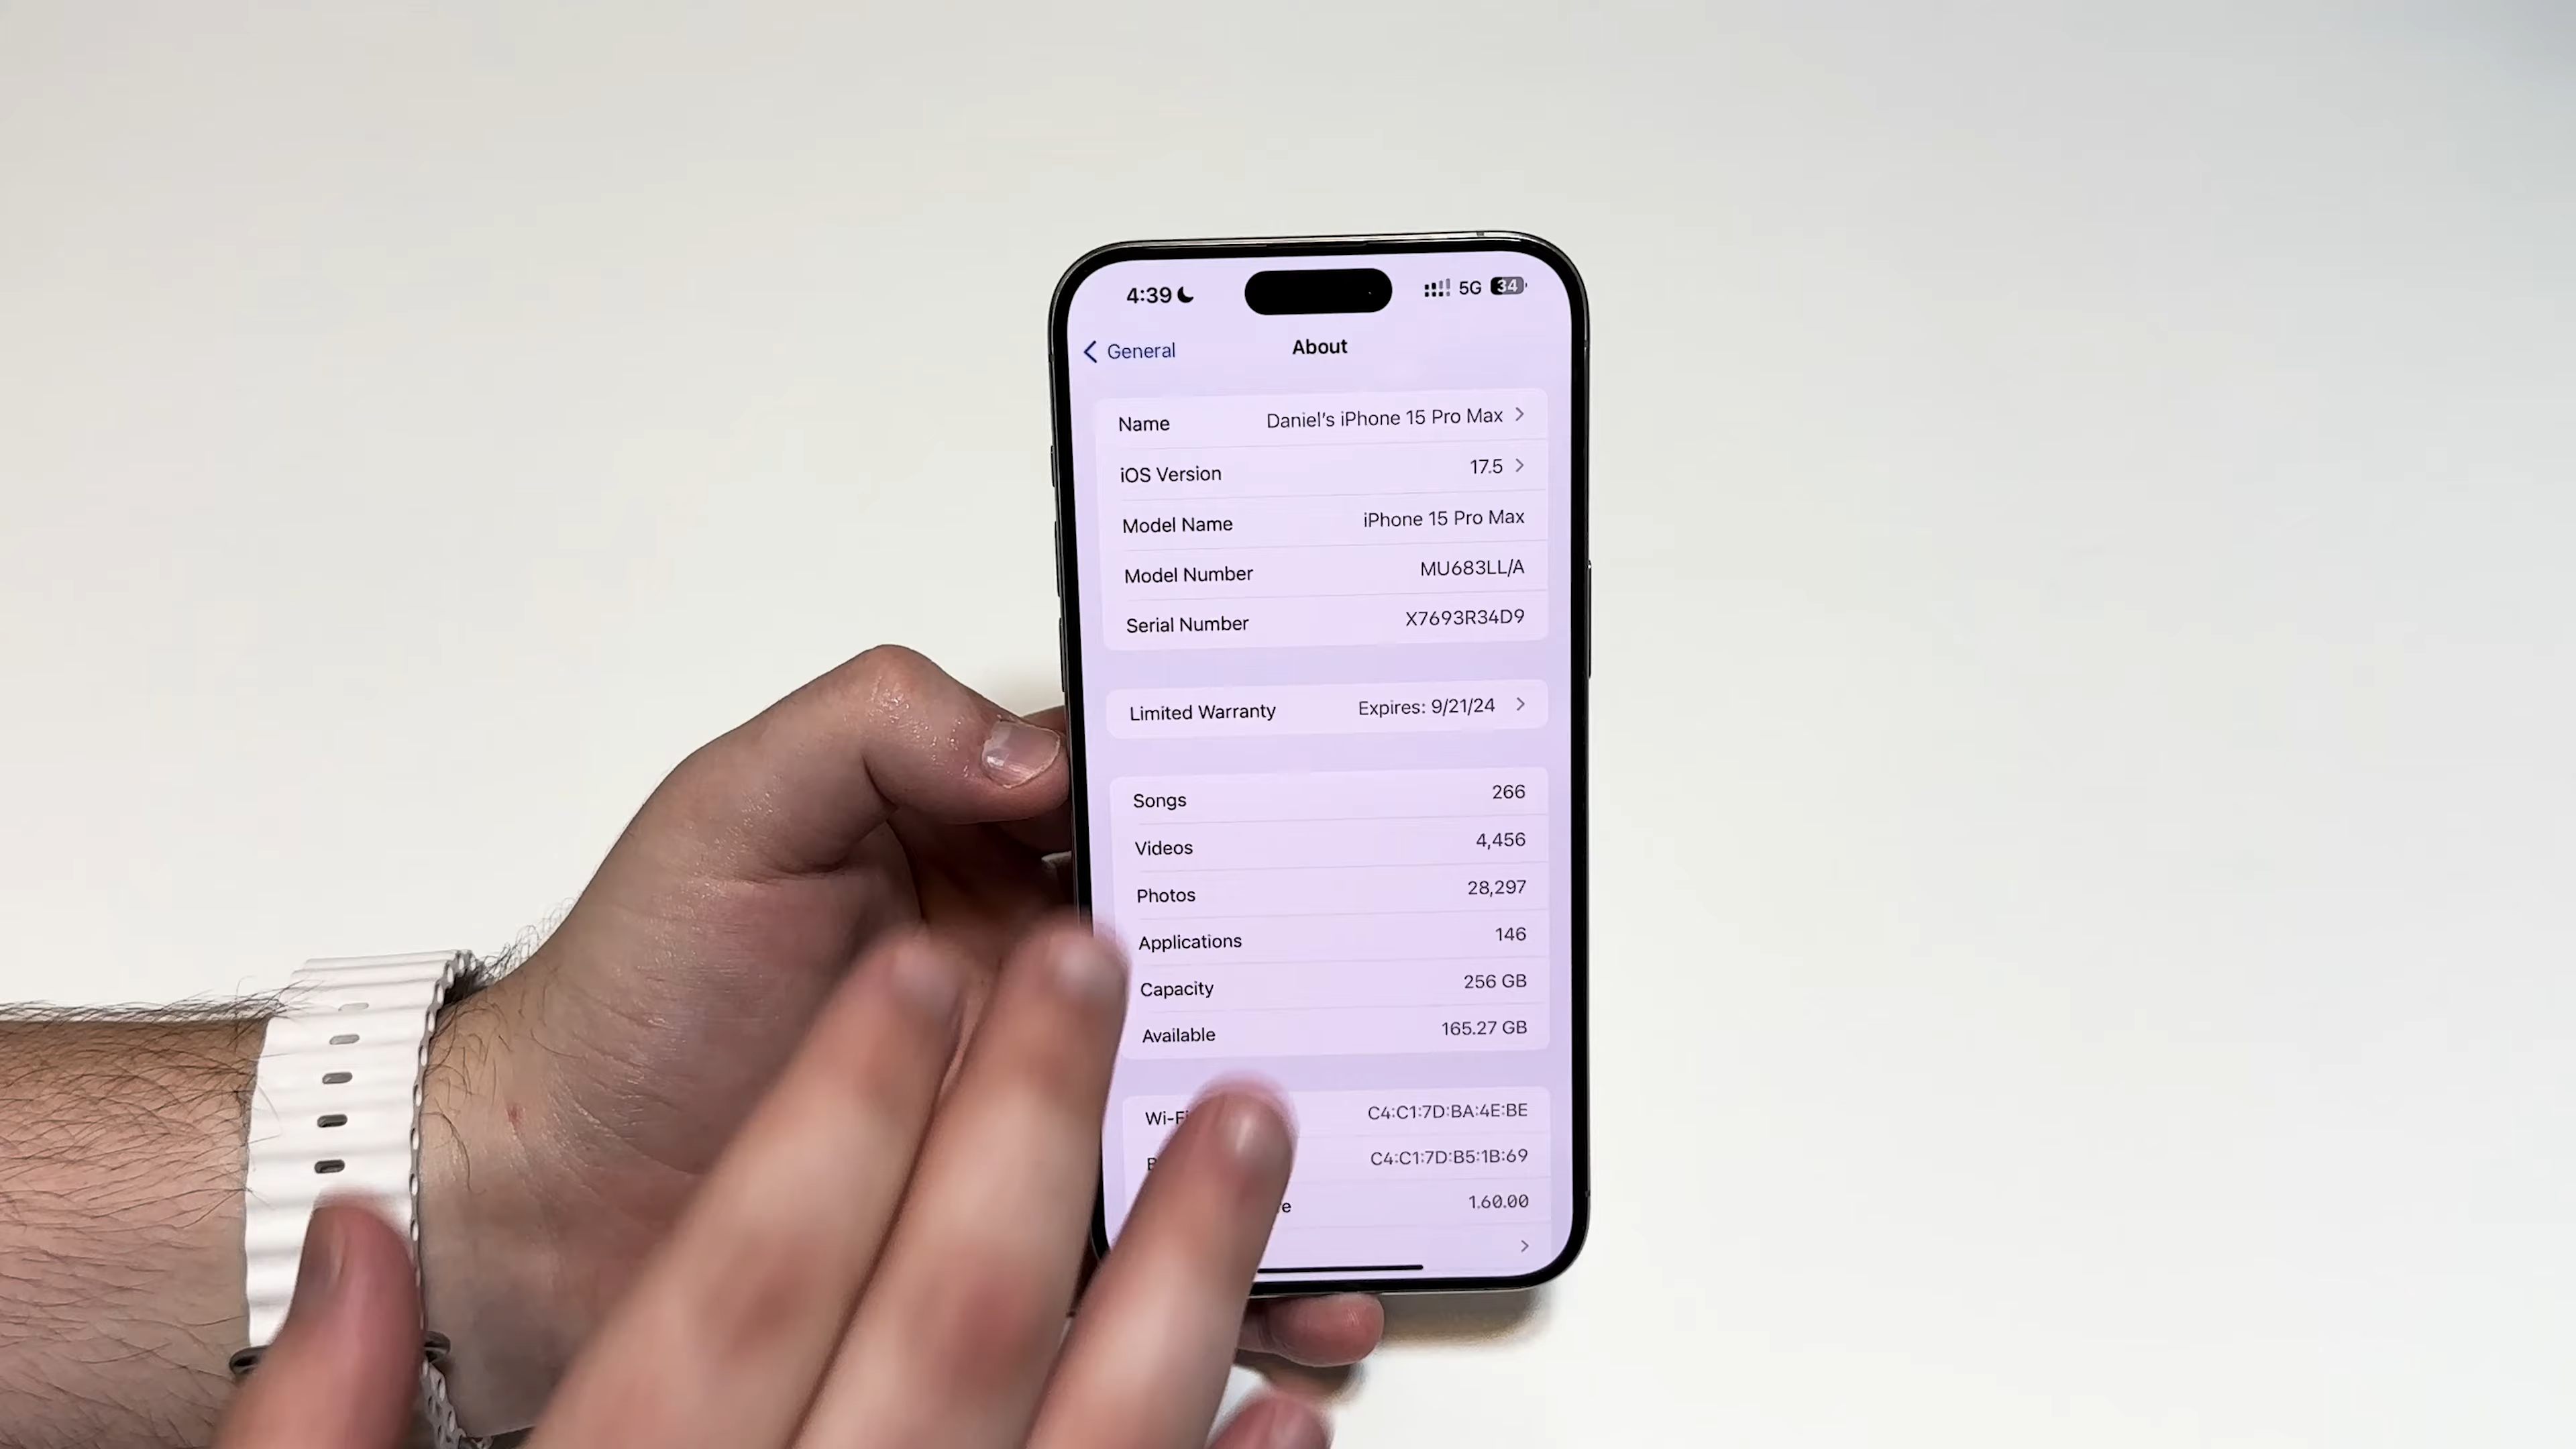 4:39 5G 34
General About
Name Daniel's iPhone 15 Pro Max
iOS Version 17.5
Model Name iPhone 15 Pro Max
Model Number MU683LL/A
Serial Number X7693R34D9
Limited Warranty Expires: 9/21/24
Songs 266
Videos 4,456
Photos 28,297
Applications 146
Capacity 256 GB
Available 165.27 GB
Wi-Fi C4:C1:7D:BA:4E:BE
C4:C1:7D:B5:1B:69
1.60.00